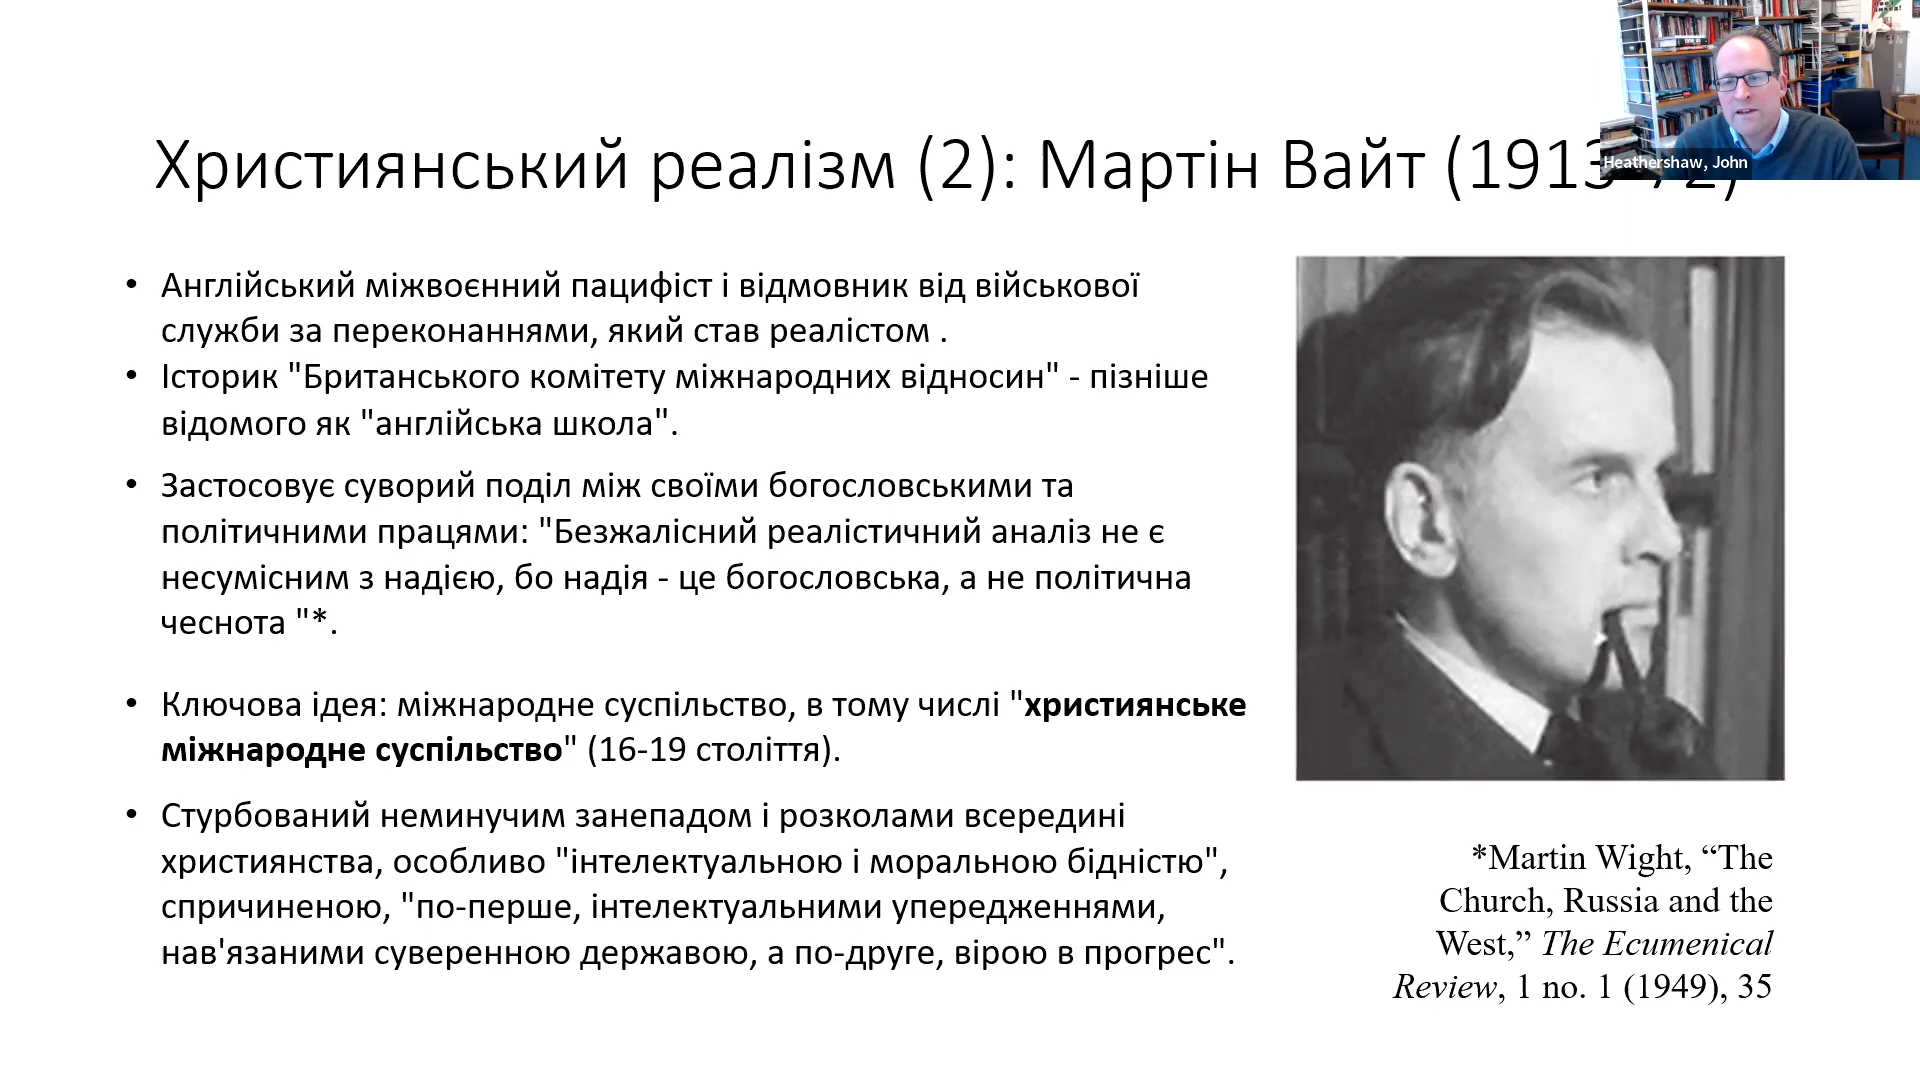 Християнський реалізм (2): Мартін Вайт (1913-72)
Heathershaw, John
• Англійський міжвоєнний пацифіст і відмовник від військової
служби за переконаннями, який став реалістом .
• Історик "Британського комітету міжнародних відносин" - пізніше
відомого як "англійська школа".
• Застосовує суворий поділ між своїми богословськими та
політичними працями: "Безжалісний реалістичний аналіз не є
несумісним з надією, бо надія - це богословська, а не політична
чеснота "*.
• Ключова ідея: міжнародне суспільство, в тому числі "християнське
міжнародне суспільство" (16-19 століття).
• Стурбований неминучим занепадом і розколами всередині
християнства, особливо "інтелектуальною і моральною бідністю",
спричиненою, "по-перше, інтелектуальними упередженнями,
нав'язаними суверенною державою, а по-друге, вірою в прогрес".
*Martin Wight, “The
Church, Russia and the
West,” The Ecumenical
Review, 1 no. 1 (1949), 35